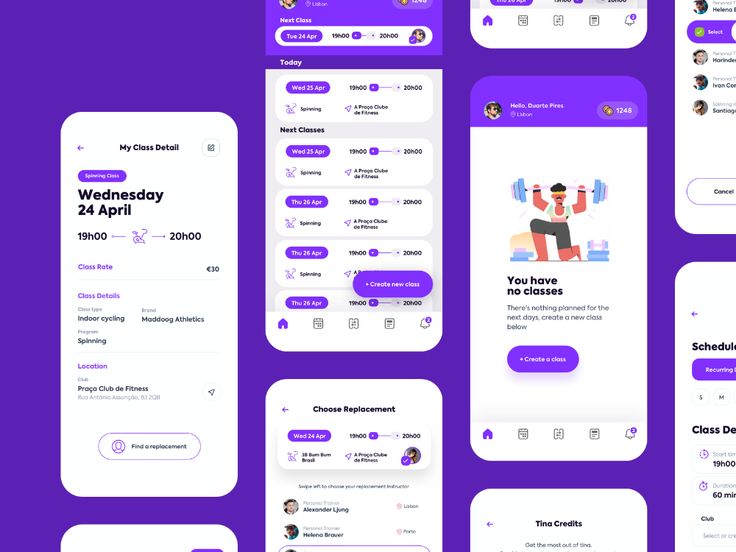 My Class Detail
Spinning Class
Wednesday
24 April
19h00
20h00
Class Rate
€30
Class Details
Class type
Brand
Indoor cycling
Maddoog Athletics
Program
Spinning
Location
Club
Praça Club de Fitness
Rua António Assunção, B3 2QB
Find a replacement
Lisbon
Next Class
Tue 24 Apr
19h00
20h00
Today
Wed 25 Apr
19h00
20h00
Spinning
A Praça Clube
de Fitness
Next Classes
Wed 25 Apr
19h00
20h00
Spinning
A Praça Clube
de Fitness
Thu 26 Apr
19h00
20h00
Spinning
A Praça Clube
de Fitness
Thu 26 Apr
19h00
20h00
Spinning
+ Create new class
Thu 26 Apr
19h00
20h00
2
Choose Replacement
Wed 24 Apr
19h00
20h00
3B Bum Bum
Brasil
A Praça Clube
de Fitness
Swipe left to choose your replacement instructor
Personal Trainer
Alexander Ljung
Lisbon
Personal Trainer
Helena Braver
Porto
2
Hello, Duarte Pires
Lisbon
1248
You have
no classes
There's nothing planned for the
next days, create a new class
below
+ Create a class
2
Tina Credits
Get the most out of tina.
Helena B
Select
Personal T
Harinder
Personal T
Ivan Cor
Spinning
Santiag
Cancel
Schedule
Recurring
S
M
Class De
Start tim
19h00
Duration
60 min
Club
Select or cre